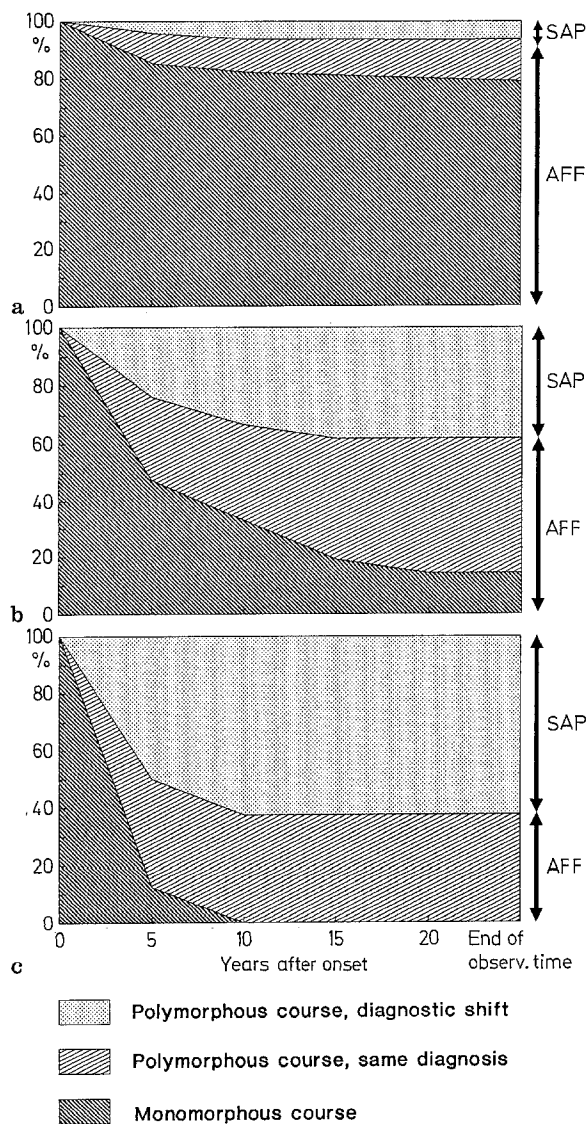 100
%
80
60
40
20
0
a
SAP
AFF
100
%
80
60
40
20
0
b
SAP
AFF
100
%
80
60
40
20
0
c
SAP
AFF
0 5 10 15 20 End of
Years after onset observ. time
Polymorphous course, diagnostic shift
Polymorphous course, same diagnosis
Monomorphous course